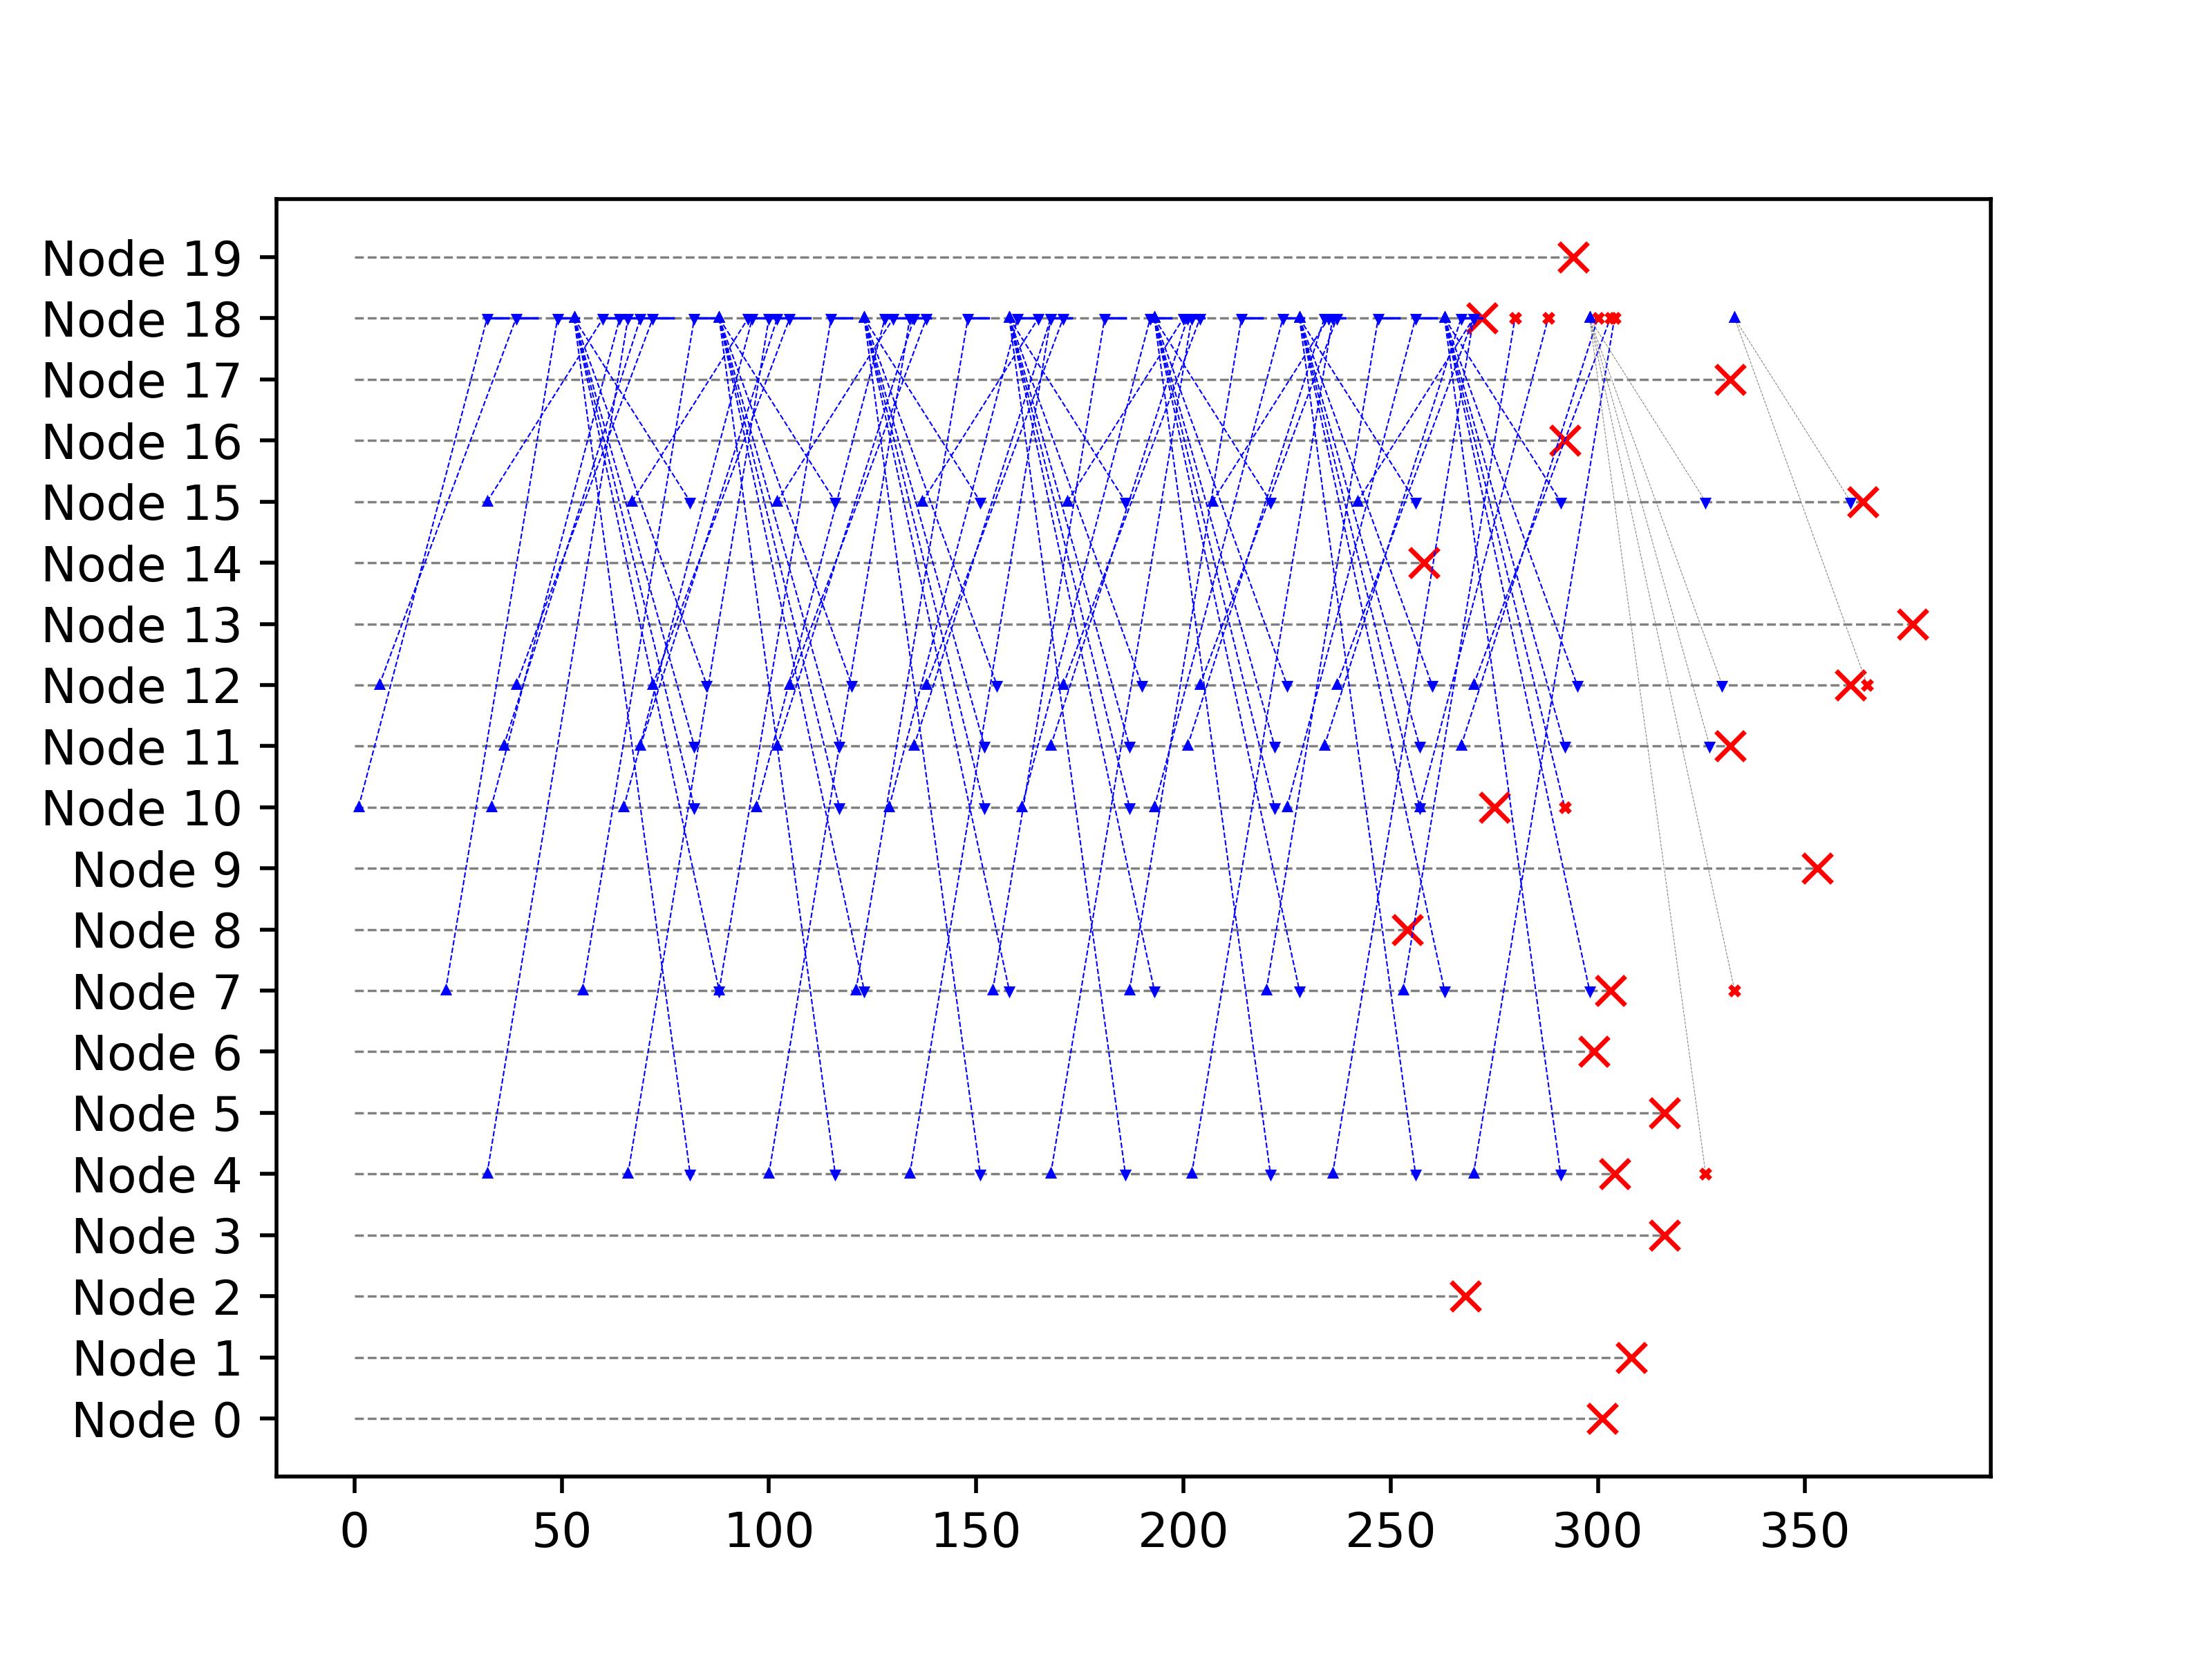 Node 19
Node 18
Node 17
Node 16
Node 15
Node 14
Node 13
Node 12
Node 11
Node 10
Node 9
Node 8
Node 7
Node 6
Node 5
Node 4
Node 3
Node 2
Node 1
Node 0
0 50 100 150 200 250 300 350